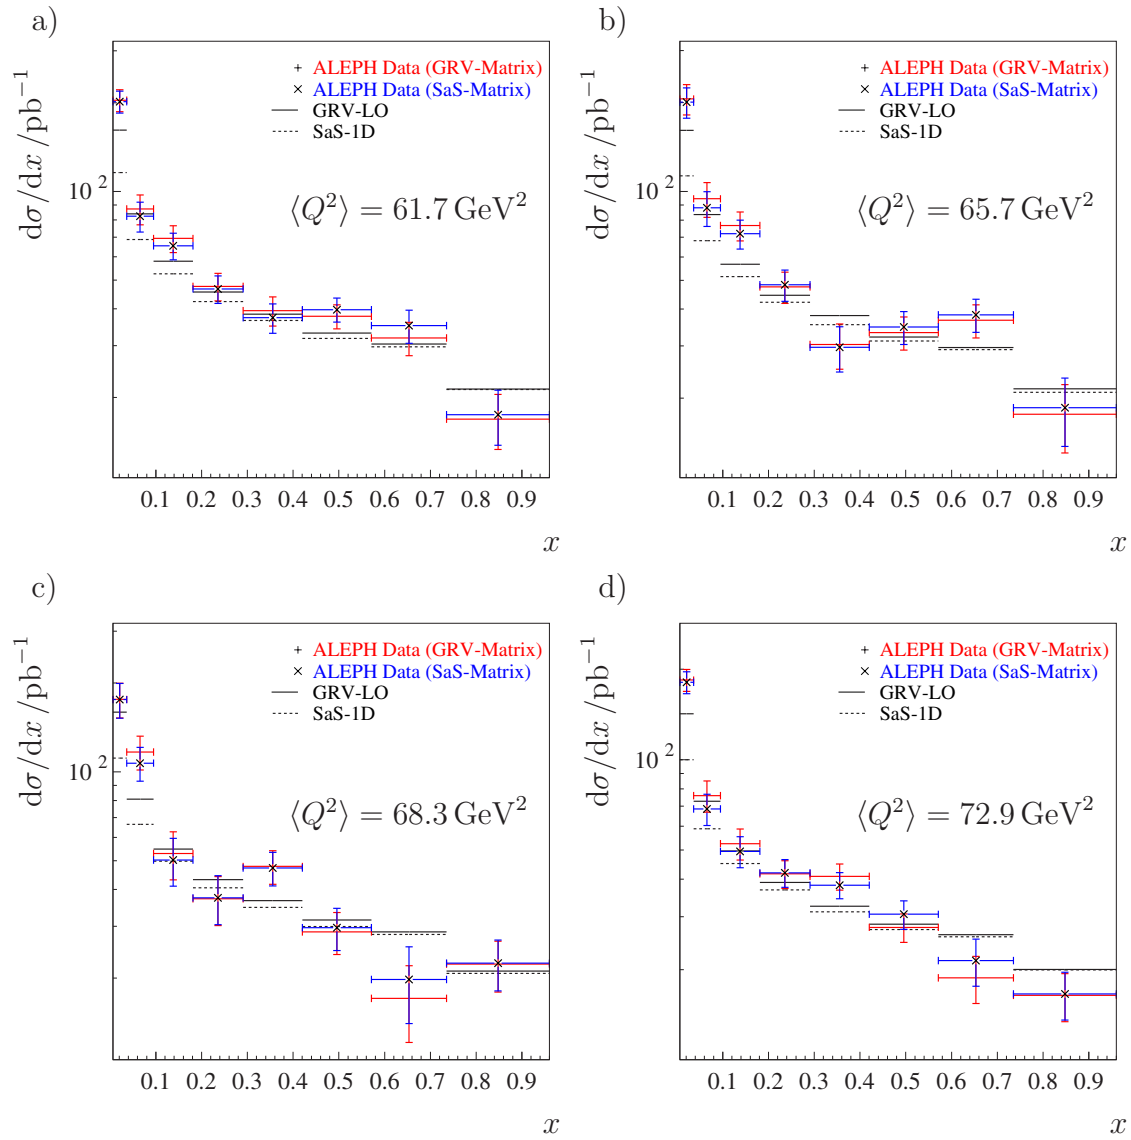 a)
dσ/dx /pb⁻¹
10²
ALEPH Data (GRV-Matrix)
ALEPH Data (SaS-Matrix)
GRV-LO
SaS-1D
⟨Q²⟩ = 61.7 GeV²
0.1 0.2 0.3 0.4 0.5 0.6 0.7 0.8 0.9
x
b)
dσ/dx /pb⁻¹
10²
ALEPH Data (GRV-Matrix)
ALEPH Data (SaS-Matrix)
GRV-LO
SaS-1D
⟨Q²⟩ = 65.7 GeV²
0.1 0.2 0.3 0.4 0.5 0.6 0.7 0.8 0.9
x
c)
dσ/dx /pb⁻¹
10²
ALEPH Data (GRV-Matrix)
ALEPH Data (SaS-Matrix)
GRV-LO
SaS-1D
⟨Q²⟩ = 68.3 GeV²
0.1 0.2 0.3 0.4 0.5 0.6 0.7 0.8 0.9
x
d)
dσ/dx /pb⁻¹
10²
ALEPH Data (GRV-Matrix)
ALEPH Data (SaS-Matrix)
GRV-LO
SaS-1D
⟨Q²⟩ = 72.9 GeV²
0.1 0.2 0.3 0.4 0.5 0.6 0.7 0.8 0.9
x